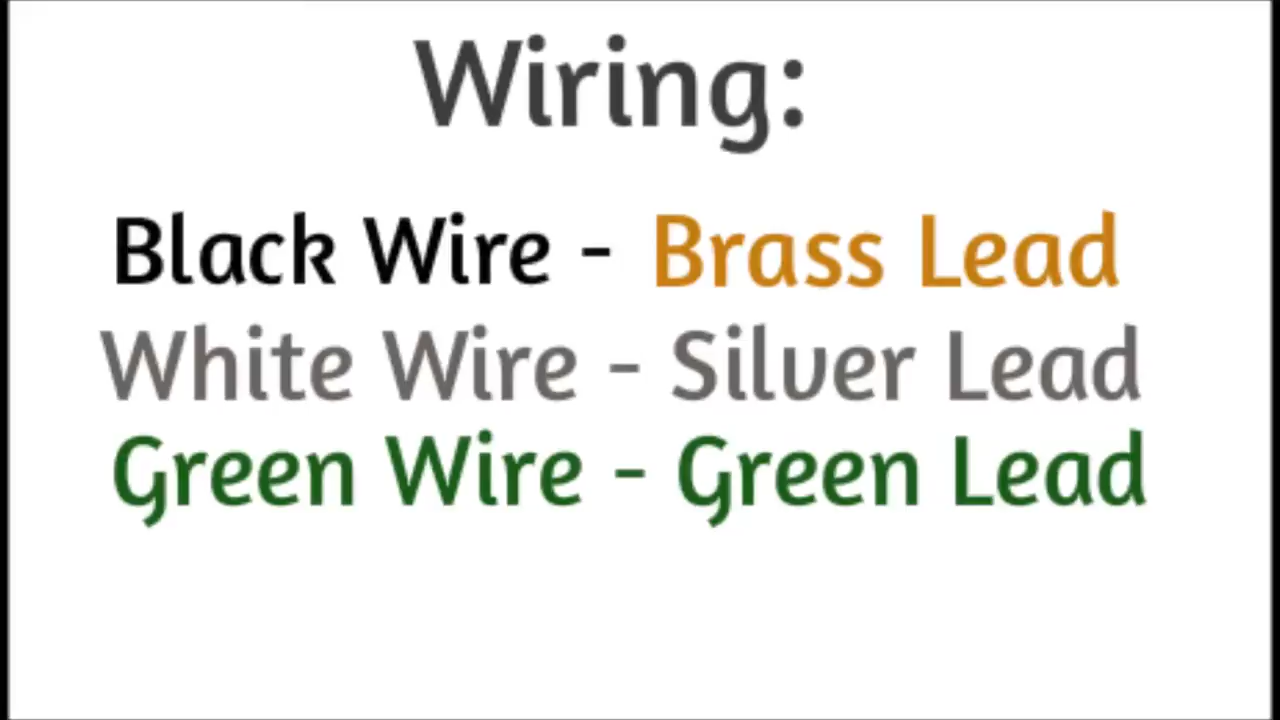 Wiring:
Black Wire - Brass Lead
White Wire - Silver Lead
Green Wire - Green Lead